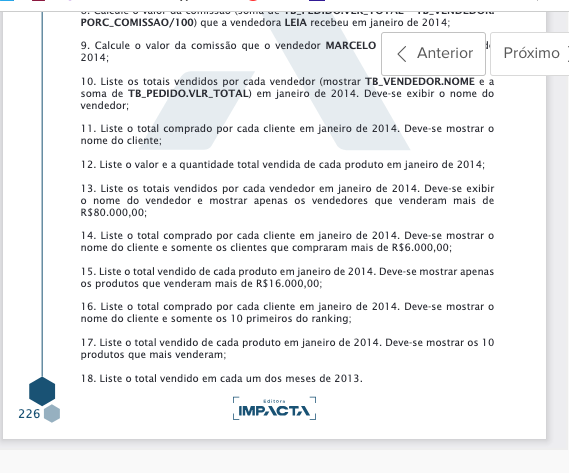 PORC_COMISSAO/100) que a vendedora LEIA recebeu em janeiro de 2014;
9. Calcule o valor da comissão que o vendedor MARCELO
2014;
Anterior
Próximo
10. Liste os totais vendidos por cada vendedor (mostrar TB_VENDEDOR.NOME e a
soma de TB_PEDIDO.VLR_TOTAL) em janeiro de 2014. Deve-se exibir o nome do
vendedor;
11. Liste o total comprado por cada cliente em janeiro de 2014. Deve-se mostrar o
nome do cliente;
12. Liste o valor e a quantidade total vendida de cada produto em janeiro de 2014;
13. Liste os totais vendidos por cada vendedor em janeiro de 2014. Deve-se exibir
o nome do vendedor e mostrar apenas os vendedores que venderam mais de
R$80.000,00;
14. Liste o total comprado por cada cliente em janeiro de 2014. Deve-se mostrar o
nome do cliente e somente os clientes que compraram mais de R$6.000,00;
15. Liste o total vendido de cada produto em janeiro de 2014. Deve-se mostrar apenas
os produtos que venderam mais de R$16.000,00;
16. Liste o total comprado por cada cliente em janeiro de 2014. Deve-se mostrar o
nome do cliente e somente os 10 primeiros do ranking;
17. Liste o total vendido de cada produto em janeiro de 2014. Deve-se mostrar os 10
produtos que mais venderam;
18. Liste o total vendido em cada um dos meses de 2013.
226
Editora
IMPACTA